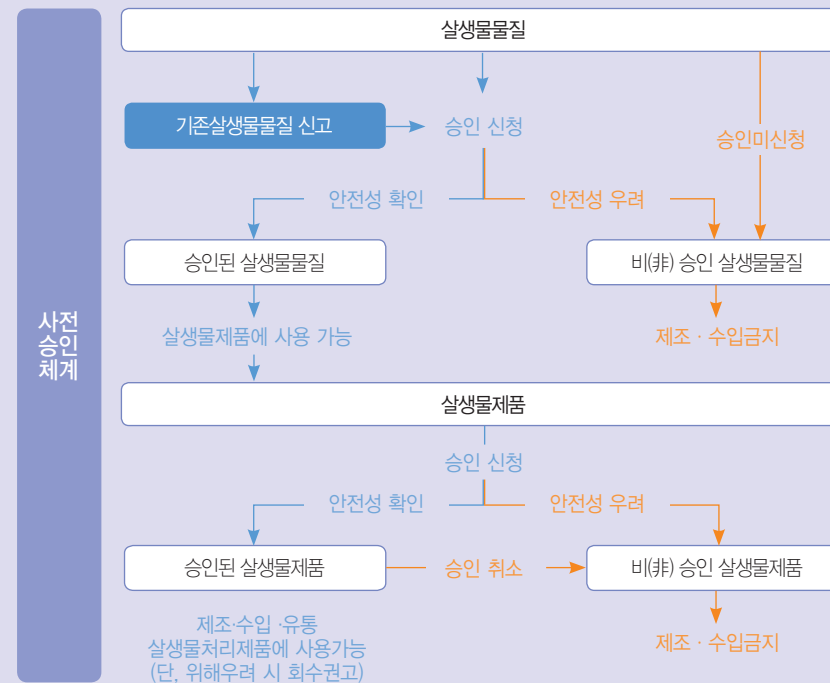 사전
승인
체계
살생물물질
기존살생물물질 신고
승인 신청
승인미신청
안전성 확인
안전성 우려
승인된 살생물물질
비(非) 승인 살생물물질
살생물제품에 사용 가능
제조 · 수입금지
살생물제품
승인 신청
안전성 확인
안전성 우려
승인된 살생물제품
승인 취소
비(非) 승인 살생물제품
제조·수입 ·유통
살생물처리제품에 사용가능
(단, 위해우려 시 회수권고)
제조 · 수입금지